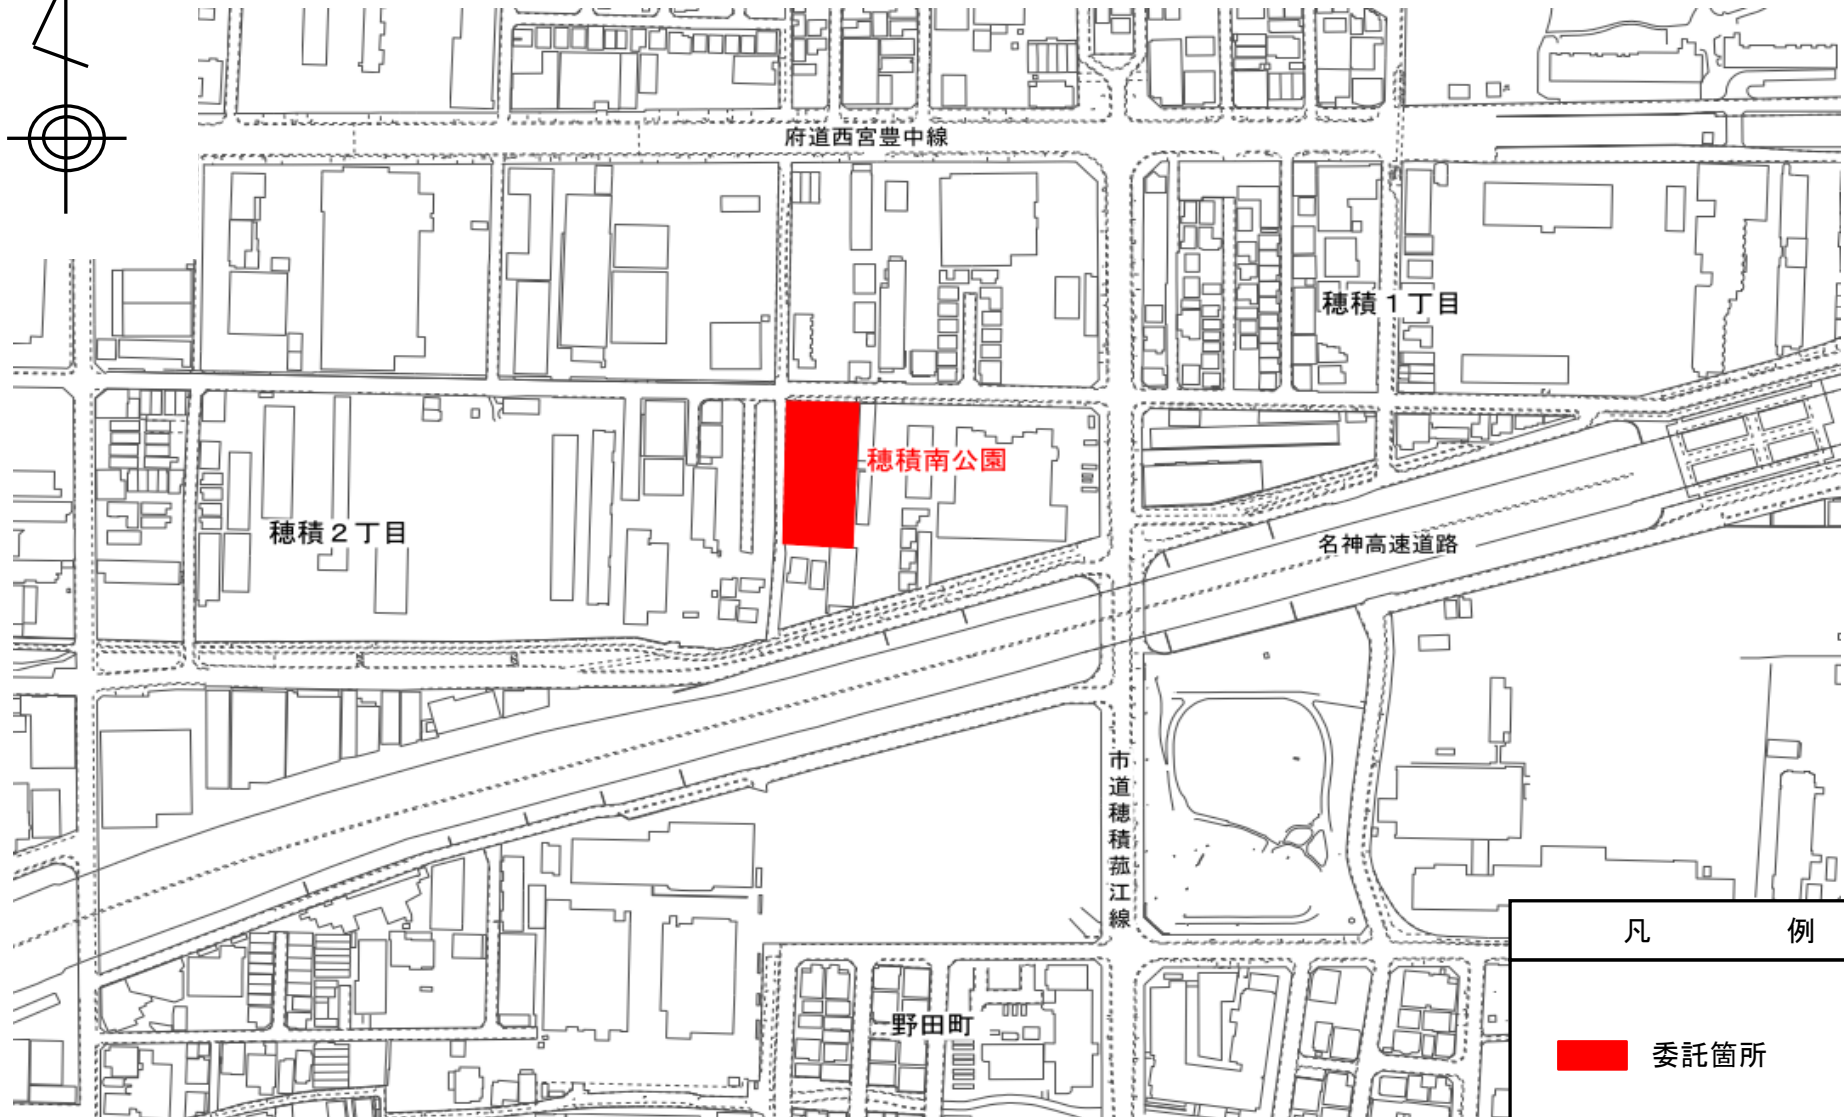 府道西宮豊中線
穂積1丁目
穂積南公園
穂積2丁目
名神高速道路
市道穂積菰江線
凡 例
野田町
委託箇所